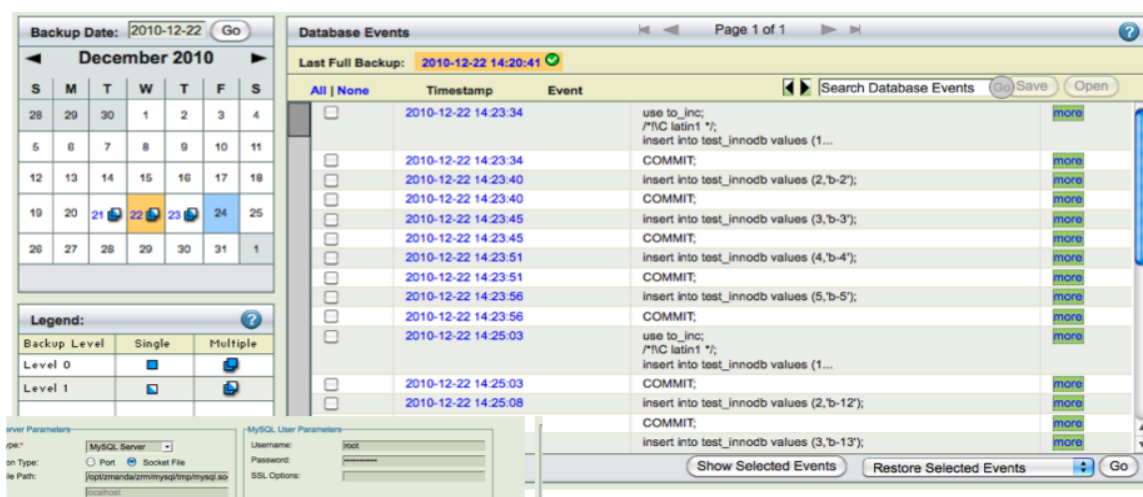 Backup Date: 2010-12-22 Go
December 2010
S M T W T F S
28 29 30 1 2 3 4
5 6 7 8 9 10 11
12 13 14 15 16 17 18
19 20 21 22 23 24 25
26 27 28 29 30 31 1
Legend:
Backup Level Single Multiple
Level 0
Level 1
Database Events Page 1 of 1
Last Full Backup: 2010-12-22 14:20:41
All | None Timestamp Event Search Database Events Go Save Open
2010-12-22 14:23:34 use to_inc; more
/*!\C latin1 */;
insert into test_innodb values (1...
2010-12-22 14:23:34 COMMIT; more
2010-12-22 14:23:40 insert into test_innodb values (2,'b-2'); more
2010-12-22 14:23:40 COMMIT; more
2010-12-22 14:23:45 insert into test_innodb values (3,'b-3'); more
2010-12-22 14:23:45 COMMIT; more
2010-12-22 14:23:51 insert into test_innodb values (4,'b-4'); more
2010-12-22 14:23:51 COMMIT; more
2010-12-22 14:23:56 insert into test_innodb values (5,'b-5'); more
2010-12-22 14:23:56 COMMIT; more
2010-12-22 14:25:03 use to_inc; more
/*!\C latin1 */;
insert into test_innodb values (1...
2010-12-22 14:25:03 COMMIT; more
2010-12-22 14:25:08 insert into test_innodb values (2,'b-12'); more
COMMIT; more
insert into test_innodb values (3,'b-13'); more
Show Selected Events Restore Selected Events Go
erver Parameters
ype:* MySQL Server
on Type: Port Socket File
le Path: /opt/zmanda/zrm/mysql/tmp/mysql.so
localhost
MySQL User Parameters
Username: root
Password:
SSL Options: